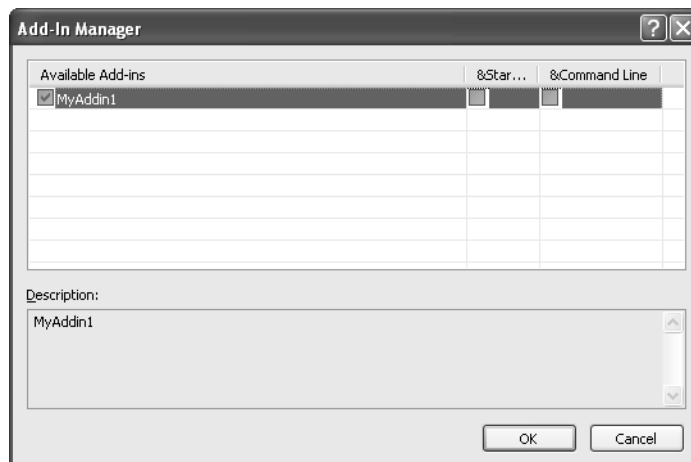 Add-In Manager
Available Add-ins &Star... &Command Line
MyAddin1
Description:
MyAddin1
OK Cancel